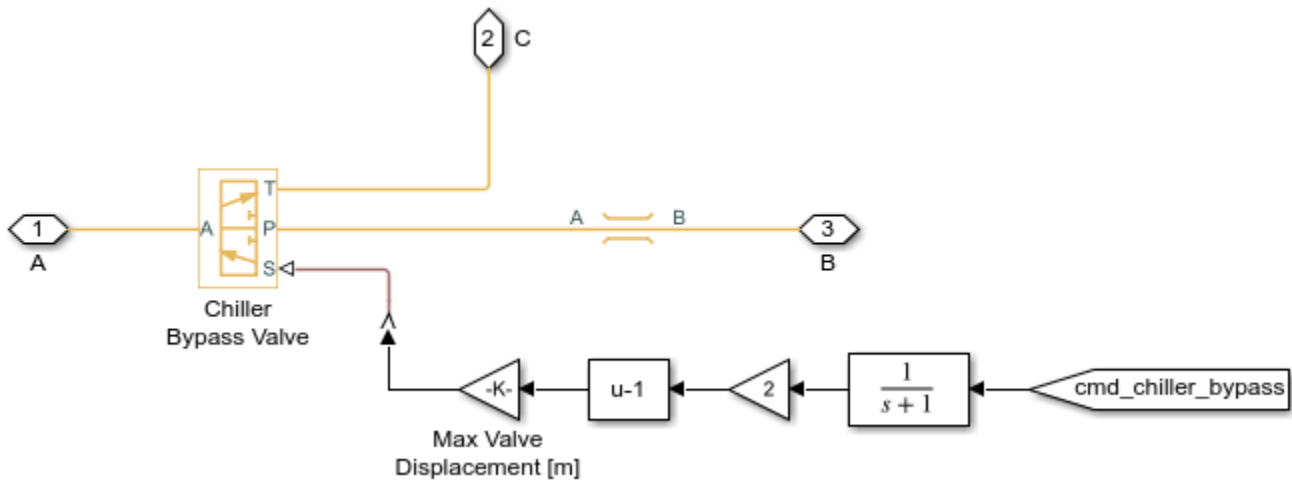 2 C
T
A B
1
A P
3
A
S
B
Chiller
Bypass Valve
-K-
u-1
2
1
s + 1
cmd_chiller_bypass
Max Valve
Displacement [m]